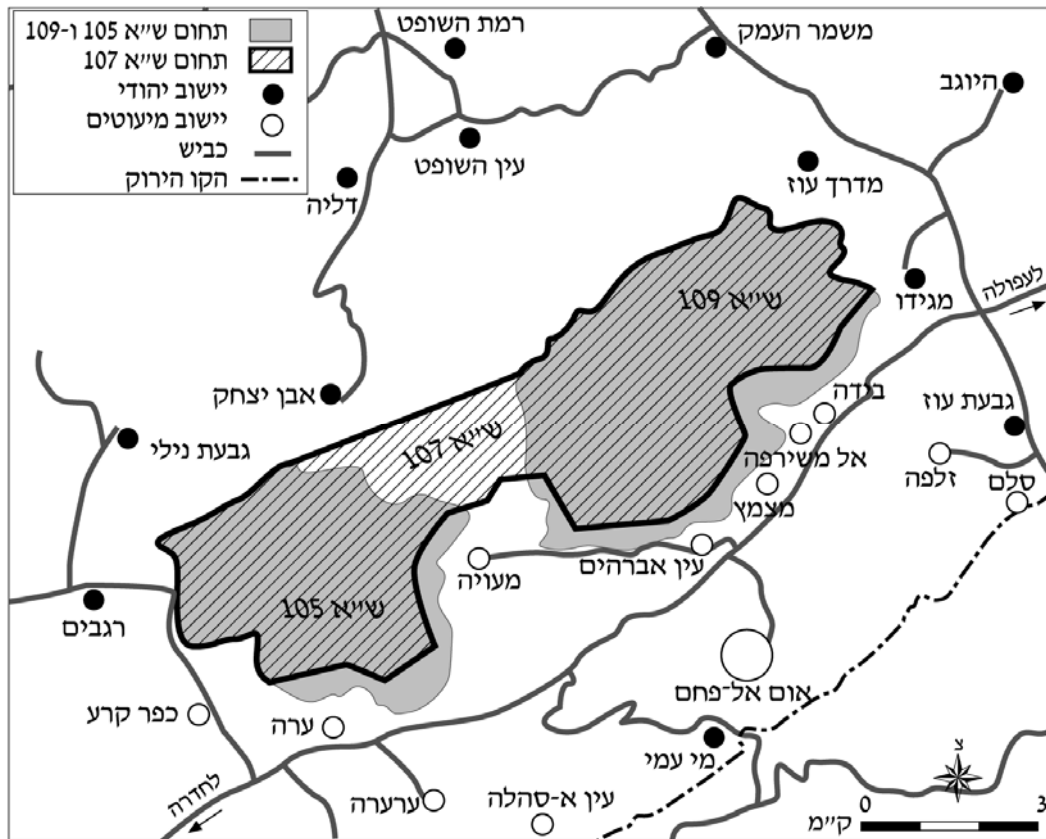 תחום ש״א 105 ו-109
תחום ש״א 107
יישוב יהודי
יישוב מיעוטים
כביש
הקו הירוק
רמת השופט
משמר העמק
היוגב
עין השופט
מדרך עוז
דליה
מגידו
לעפולה
ש״א 109
אבן יצחק
בידה
גבעת עוז
ש״א 107
אל משירפה
גבעת נילי
זלפה
סלם
מצמץ
עין אברהים
מעויה
ש״א 105
רגבים
אום אל-פחם
כפר קרע
ערה
מי עמי
צ
לחדרה
ערערה
עין א-סהלה
0 3
ק״מ